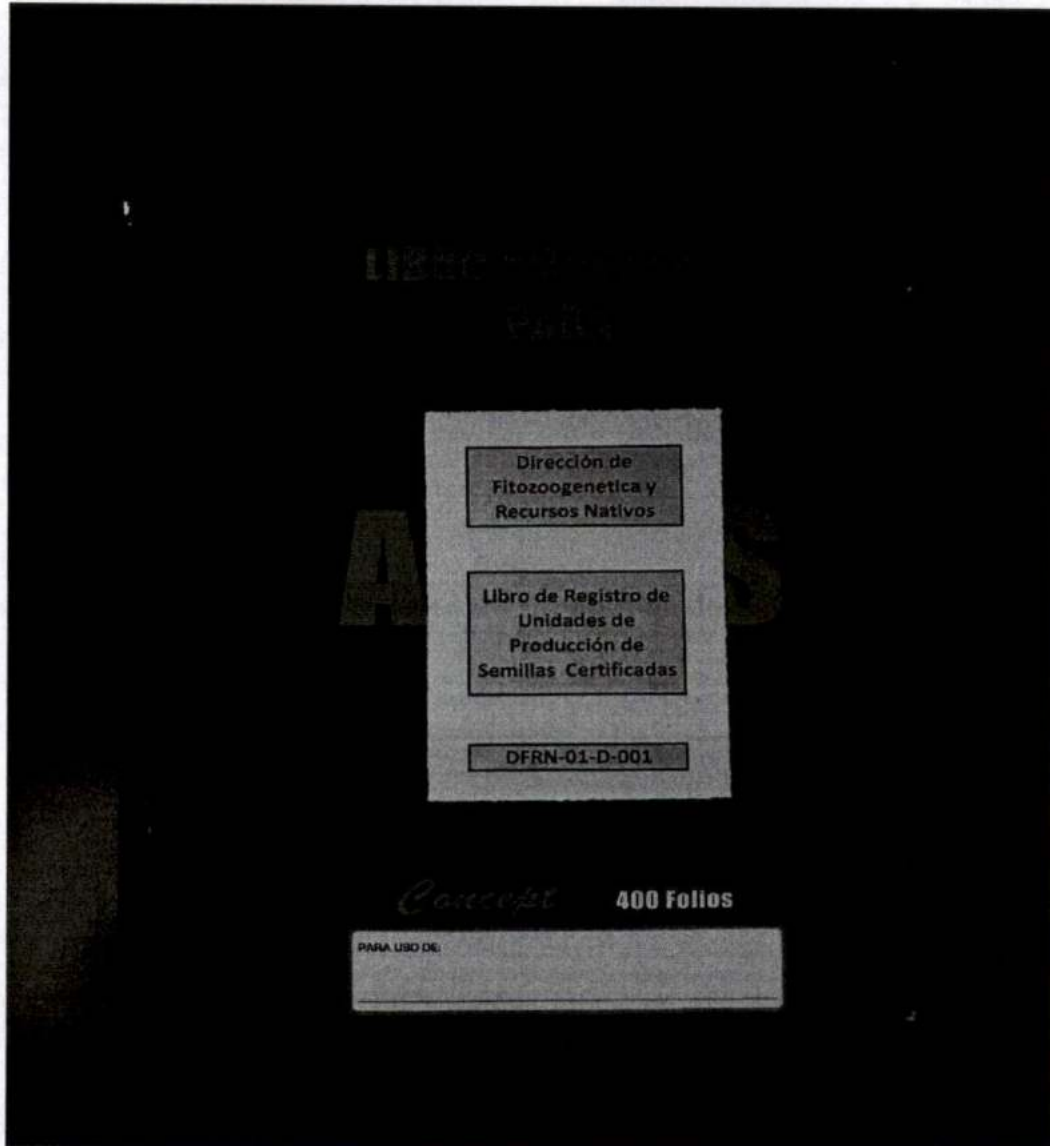 Dirección de
Fitozoogenetica y
Recursos Nativos
Libro de Registro de
Unidades de
Producción de
Semillas Certificadas
DFRN-01-D-001
Concept 400 Folios
PARA USO DE: